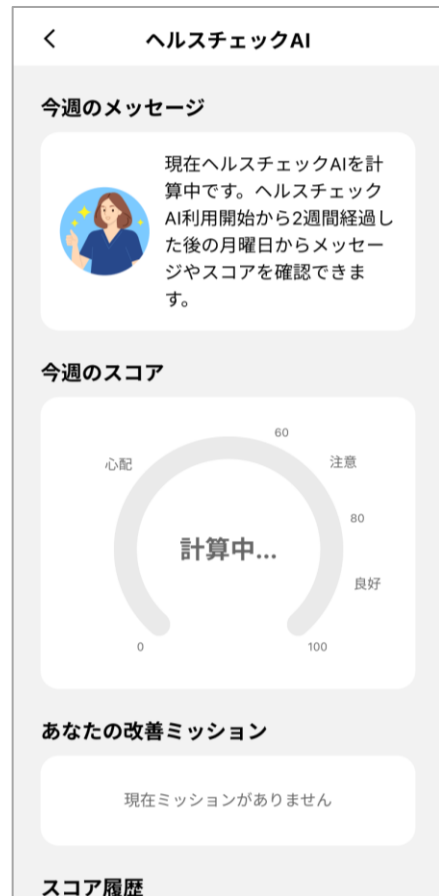 ヘルスチェックAI
今週のメッセージ
現在ヘルスチェックAIを計
算中です。ヘルスチェック
AI利用開始から2週間経過し
た後の月曜日からメッセー
ジやスコアを確認できま
す。
今週のスコア
60
心配
注意
80
計算中...
良好
0
100
あなたの改善ミッション
現在ミッションがありません
スコア履歴